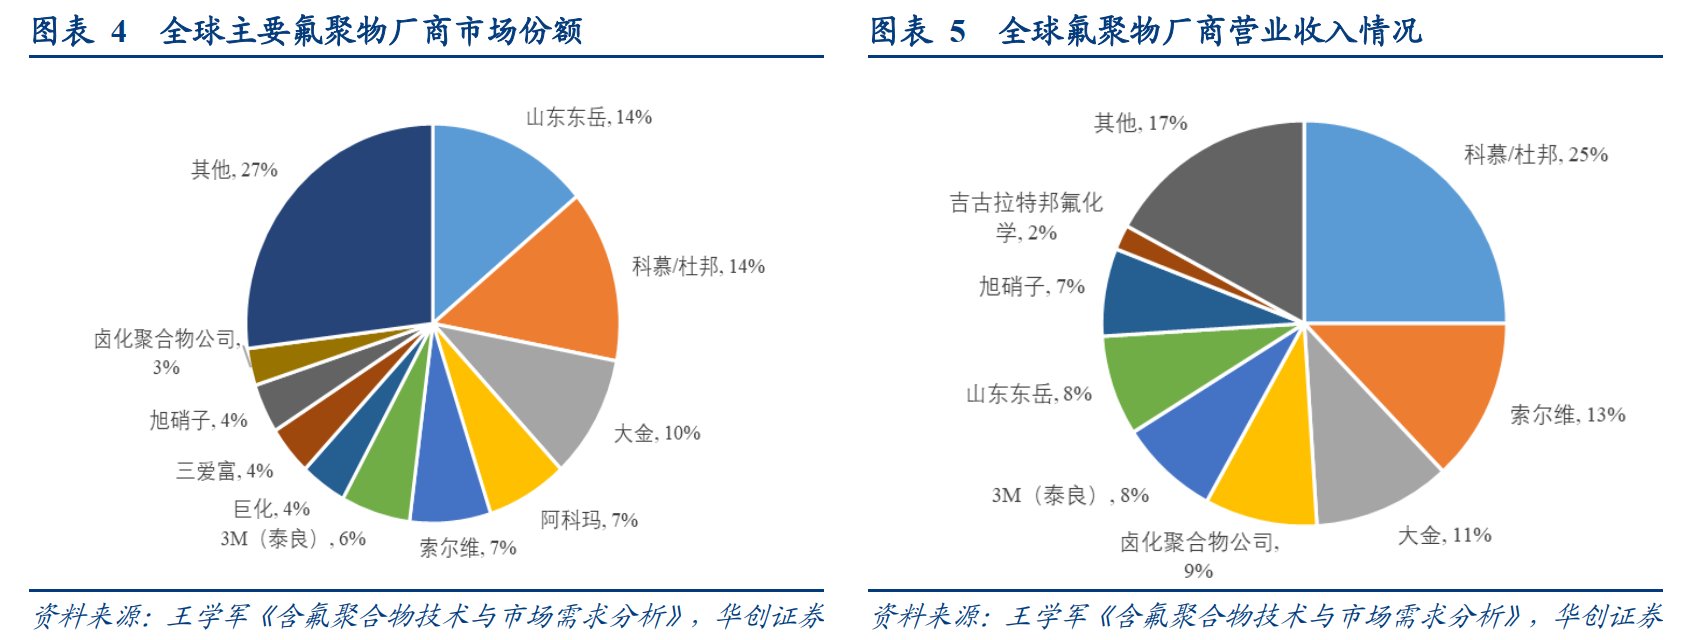 图表 4 全球主要氟聚物厂商市场份额
山东东岳, 14%
其他, 27%
科慕/杜邦, 14%
卤化聚合物公司,
3%
旭硝子, 4%
大金, 10%
三爱富, 4%
巨化, 4%
3M（泰良）, 6%
索尔维, 7%
阿科玛, 7%
资料来源：王学军《含氟聚合物技术与市场需求分析》，华创证券
图表 5 全球氟聚物厂商营业收入情况
其他, 17%
科慕/杜邦, 25%
吉古拉特邦氟化
学, 2%
旭硝子, 7%
山东东岳, 8%
索尔维, 13%
3M（泰良）, 8%
大金, 11%
卤化聚合物公司,
9%
资料来源：王学军《含氟聚合物技术与市场需求分析》，华创证券